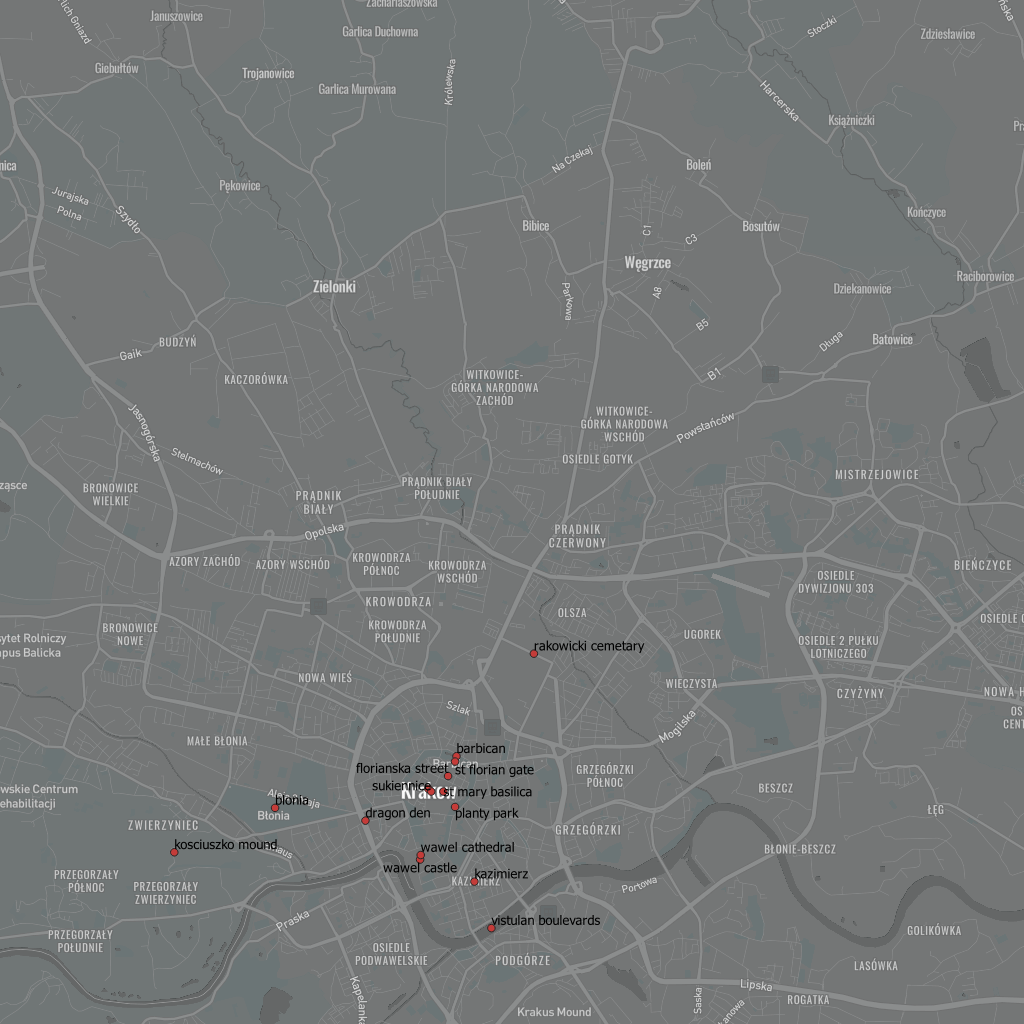 Zachariaszowska
Januszowice
Garlica Duchowna
Stoczki
Zdziesławice
Giebułtów
Trojanowice
Garlica Murowana
Królewska
Harcerska
Książniczki
Na Czekaj
Boleń
Pękowice
Jurajska
Polna
Szydło
Kończyce
Bibice
C1
C3
Bosutów
Węgrzce
Zielonki
Parkowa
A8
Dziekanowice
Raciborowice
B5
Długa
Batowice
BUDZYŃ
Gaik
KACZORÓWKA
B1
WITKOWICE-
GÓRKA NARODOWA
ZACHÓD
WITKOWICE-
GÓRKA NARODOWA
WSCHÓD
Powstańców
Jasnogórska
Stelmachów
OSIEDLE GOTYK
MISTRZEJOWICE
BRONOWICE
WIELKIE
PRĄDNIK
BIAŁY
PRĄDNIK BIAŁY
POŁUDNIE
Opolska
PRĄDNIK
CZERWONY
AZORY ZACHÓD
AZORY WSCHÓD
KROWODRZA
PÓŁNOC
KROWODRZA
WSCHÓD
BIEŃCZYCE
OSIEDLE
DYWIZJONU 303
KROWODRZA
KROWODRZA
POŁUDNIE
OLSZA
BRONOWICE
NOWE
UGOREK
OSIEDLE 2 PUŁKU
LOTNICZEGO
rakowicki cemetary
NOWA WIEŚ
WIECZYSTA
CZYŻYNY
Szlak
Mogilska
MAŁE BŁONIA
barbican
florianska street
st florian gate
GRZEGÓRZKI
PÓŁNOC
sukiennice
st mary basilica
Kraków
BESZCZ
blonia
Błonia
dragon den
planty park
ŁĘG
ZWIERZYNIEC
GRZEGÓRZKI
kosciuszko mound
wawel cathedral
wawel castle
BŁONIE-BESZCZ
kazimierz
PRZEGORZAŁY
PÓŁNOC
PRZEGORZAŁY
ZWIERZYNIEC
Portowa
Praska
vistulan boulevards
PRZEGORZAŁY
POŁUDNIE
OSIEDLE
PODWAWELSKIE
PODGÓRZE
GOLIKÓWKA
LASÓWKA
Kapelanka
Saska
Lipska
ROGATKA
Krakus Mound